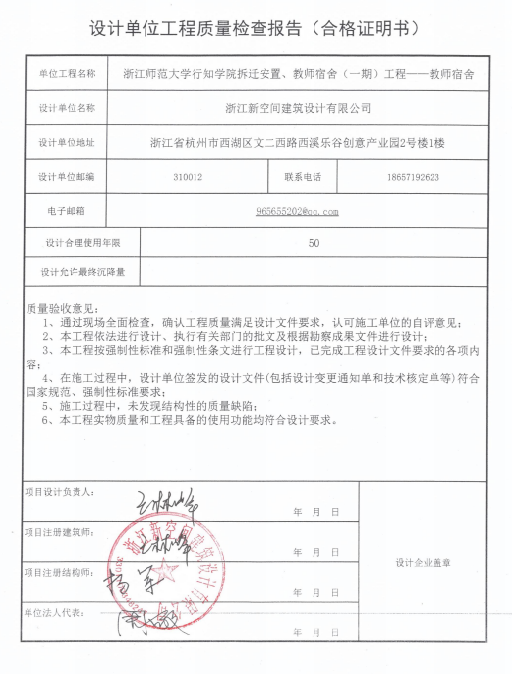 设计单位工程质量检查报告（合格证明书）
单位工程名称 浙江师范大学行知学院拆迁安置、教师宿舍（一期）工程——教师宿舍
设计单位名称 浙江新空间建筑设计有限公司
设计单位地址 浙江省杭州市西湖区文二西路西溪乐谷创意产业园2号楼1楼
设计单位邮编 310012 联系电话 18657192623
电子邮箱 965655202@qq.com
设计合理使用年限 50
设计允许最终沉降量
质量验收意见：
1、通过现场全面检查，确认工程质量满足设计文件要求，认可施工单位的自评意见；
2、本工程依法进行设计、执行有关部门的批文及根据勘察成果文件进行设计；
3、本工程按强制性标准和强制性条文进行工程设计，已完成工程设计文件要求的各项内
容；
4、在施工过程中，设计单位签发的设计文件(包括设计变更通知单和技术核定单等)符合
国家规范、强制性标准要求；
5、施工过程中，未发现结构性的质量缺陷；
6、本工程实物质量和工程具备的使用功能均符合设计要求。
项目设计负责人：
年 月 日
项目注册建筑师：
年 月 日
设计企业盖章
项目注册结构师：
年 月 日
单位法人代表：
年 月 日
浙江新空间建筑设计有限公司